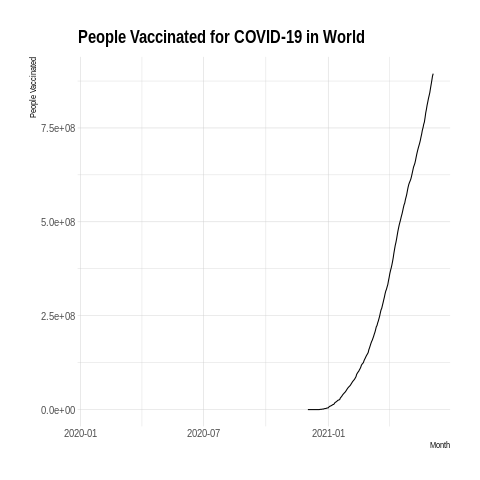 People Vaccinated for COVID-19 in World
People Vaccinated
7.5e+08
5.0e+08
2.5e+08
0.0e+00
2020-01
2020-07
2021-01
Month